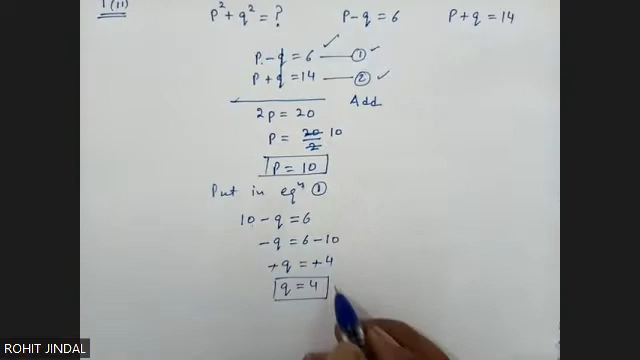 1(11)
p² + q² = ? p - q = 6 p + q = 14
p - q = 6 —— ① ✓
p + q = 14 —— ② ✓
2p = 20 Add
p = 20/2 10
p = 10
Put in eqⁿ ①
10 - q = 6
-q = 6 - 10
+q = +4
q = 4
ROHIT JINDAL